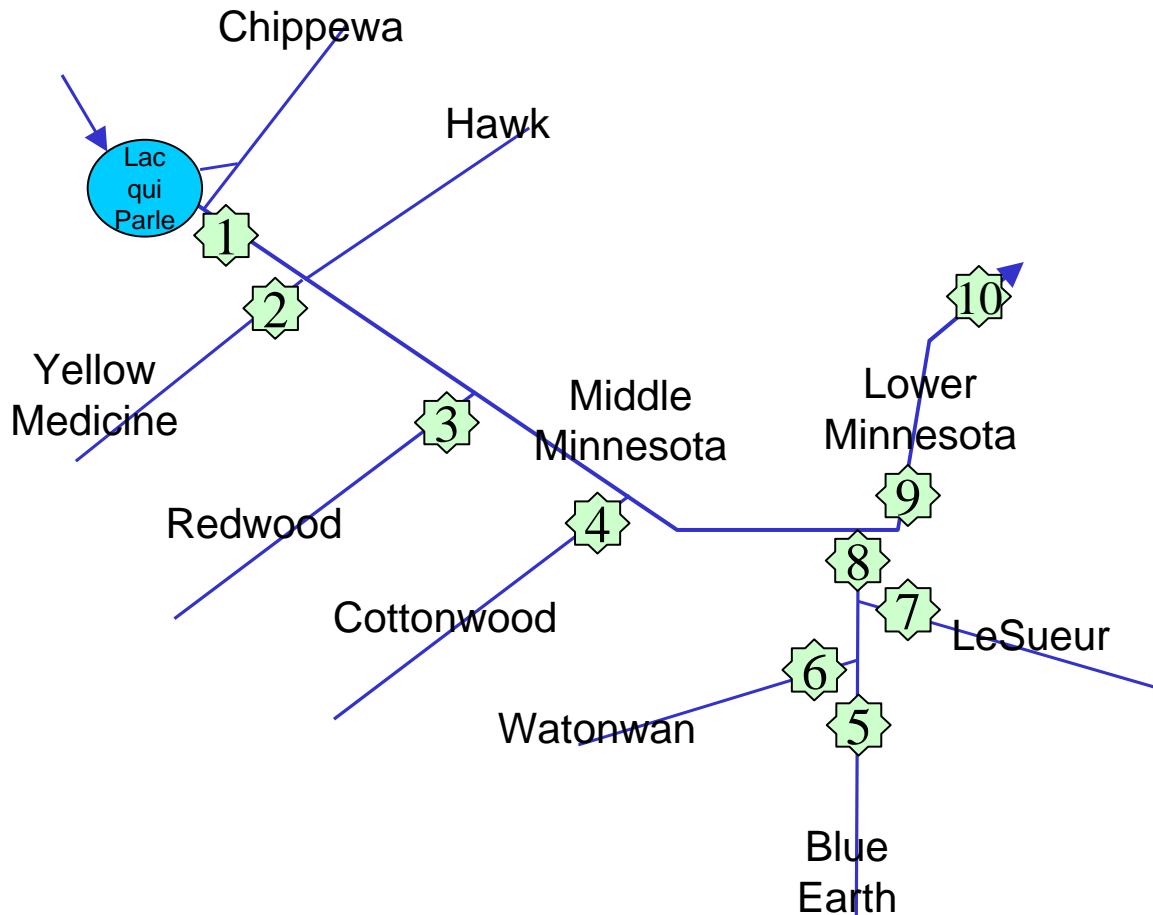 Chippewa
Hawk
Lac
qui
Parle
1
2
10
Yellow
Medicine
3
Middle
Minnesota
Lower
Minnesota
9
Redwood
4
8
7
Cottonwood
LeSueur
6
Watonwan
5
Blue
Earth